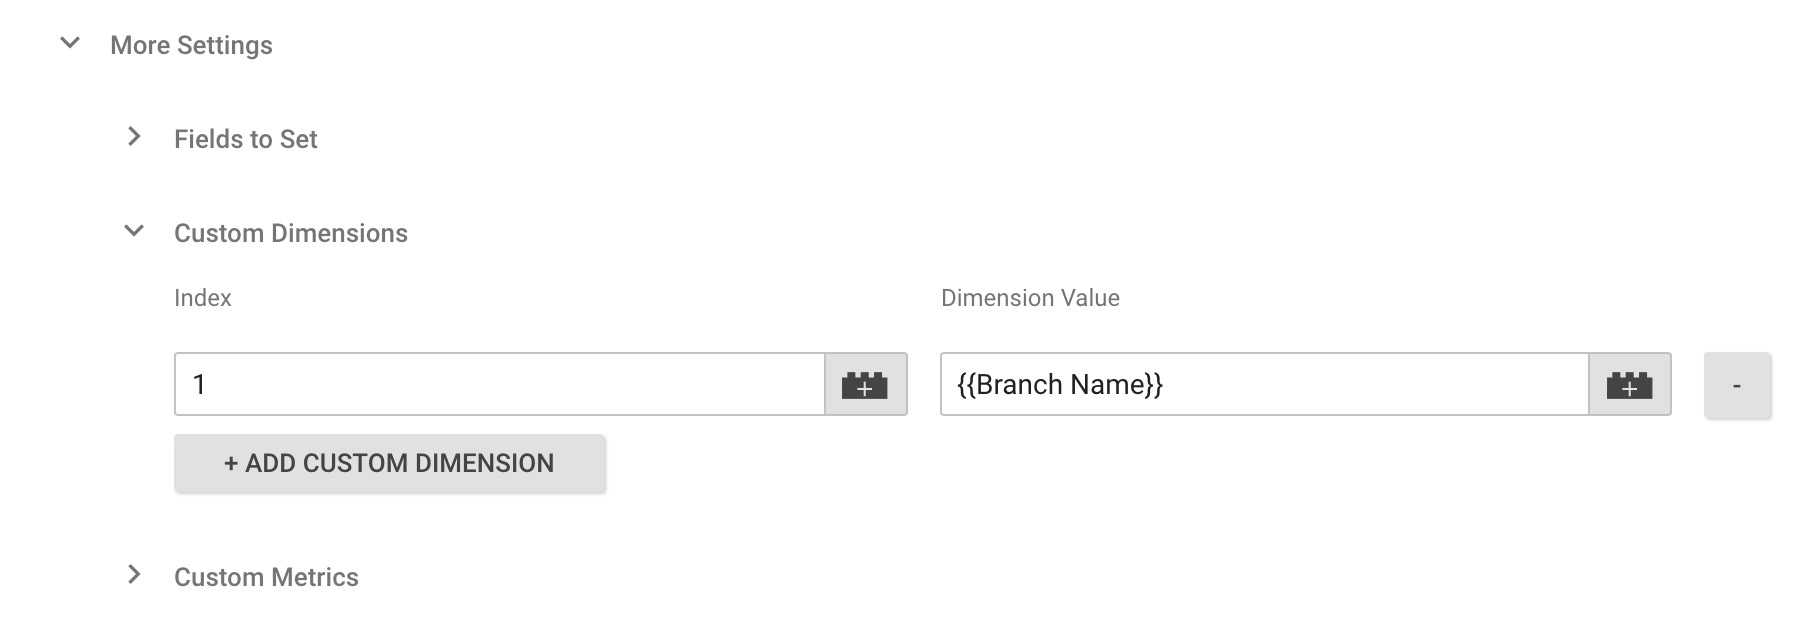 More Settings
Fields to Set
Custom Dimensions
Index Dimension Value
1 {{Branch Name}} -
+ ADD CUSTOM DIMENSION
Custom Metrics